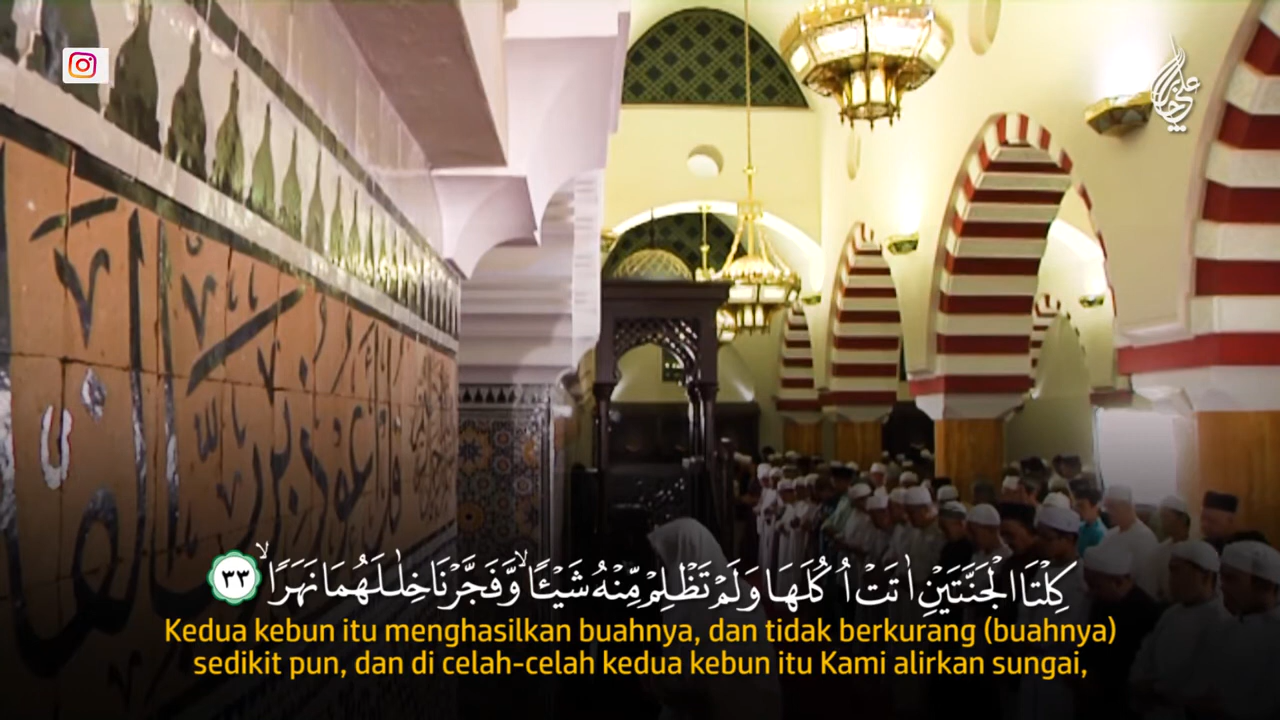 كِلْتَا الْجَنَّتَيْنِ اٰتَتْ اُكُلَهَا وَلَمْ تَظْلِمْ مِّنْهُ شَيْـًٔاۙ وَّفَجَّرْنَا خِلٰلَهُمَا نَهَرًاۙ ٣٣
Kedua kebun itu menghasilkan buahnya, dan tidak berkurang (buahnya)
sedikit pun, dan di celah-celah kedua kebun itu Kami alirkan sungai,